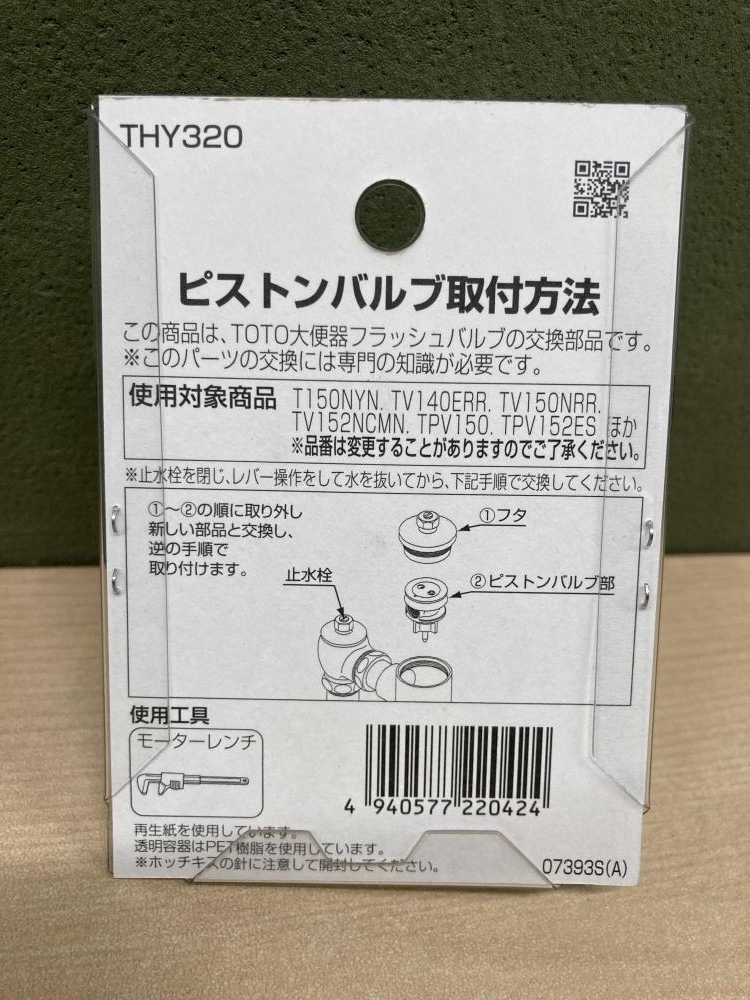 THY320
ピストンバルブ取付方法
この商品は、TOTO大便器フラッシュバルブの交換部品です。
※このパーツの交換には専門の知識が必要です。
使用対象商品
T150NYN, TV140ERR, TV150NRR,
TV152NCMN, TPV150, TPV152ES ほか
※品番は変更することがありますのでご了承ください。
※止水栓を閉じ、レバー操作をして水を抜いてから、下記手順で交換してください。
①〜②の順に取り外し
新しい部品と交換し、
逆の手順で
取り付けます。
①フタ
止水栓
②ピストンバルブ部
使用工具
モーターレンチ
4 940577 220424
再生紙を使用しています。
透明容器はPET樹脂を使用しています。
※ホッチキスの針に注意して開封してください。
07393S(A)